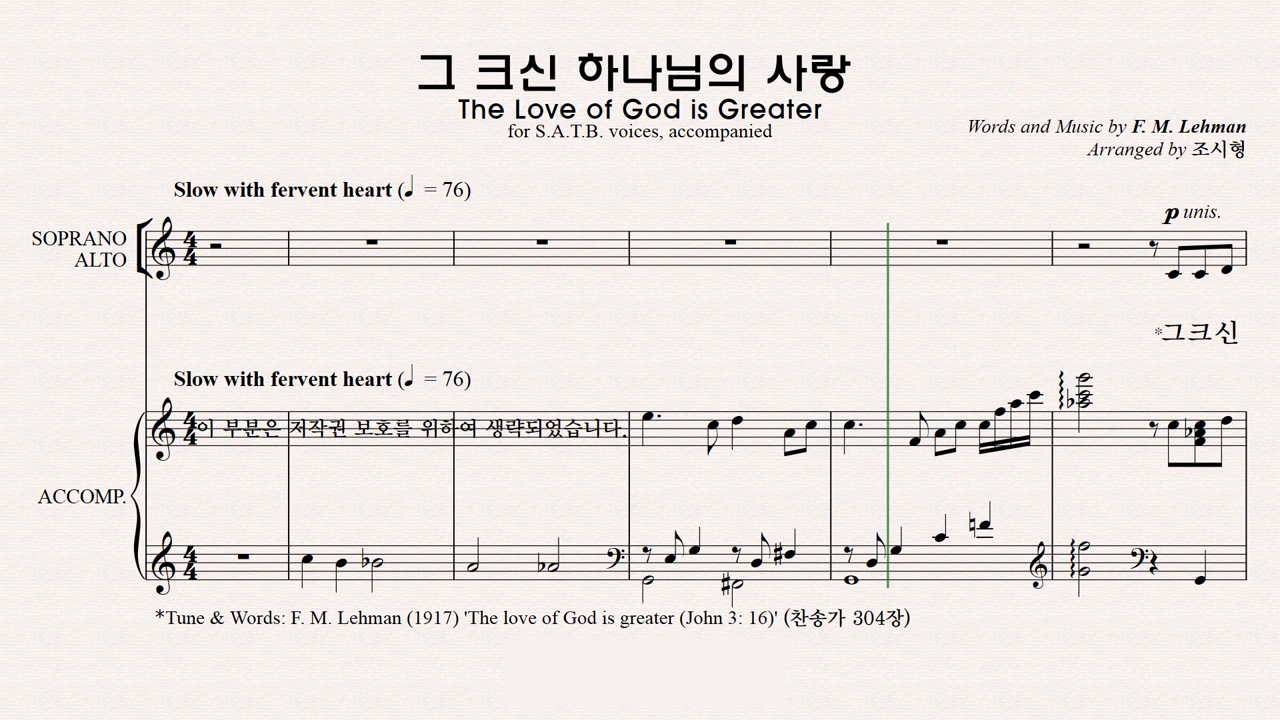 그 크신 하나님의 사랑
The Love of God is Greater
for S.A.T.B. voices, accompanied
Words and Music by F. M. Lehman
Arranged by 조시형
Slow with fervent heart (♩ = 76)
p unis.
SOPRANO
ALTO
*그크신
Slow with fervent heart (♩ = 76)
이 부분은 저작권 보호를 위하여 생략되었습니다.
ACCOMP.
*Tune & Words: F. M. Lehman (1917) 'The love of God is greater (John 3: 16)' (찬송가 304장)